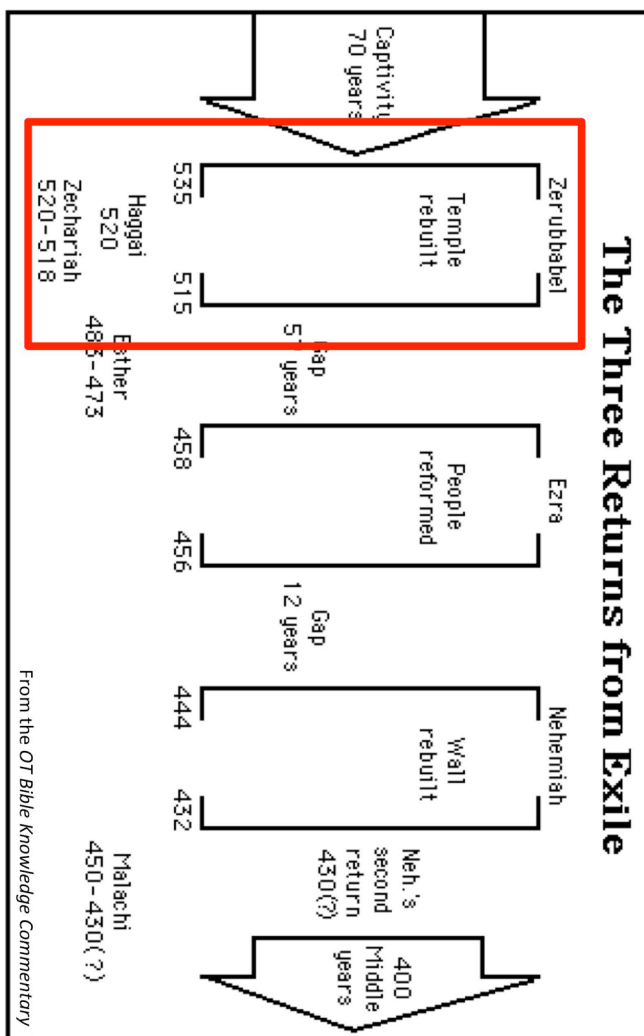 The Three Returns from Exile
Zerubbabel
Ezra
Nehemiah
Captivity
70 years
Temple
rebuilt
535
515
Gap
years
People
reformed
458
456
Gap
12 years
Wall
rebuilt
444
432
Neh.'s
second
return
430(?)
400
Middle
years
Haggai
520
Zechariah
520-518
Esther
483-473
Malachi
450-430(?)
From the OT Bible Knowledge Commentary